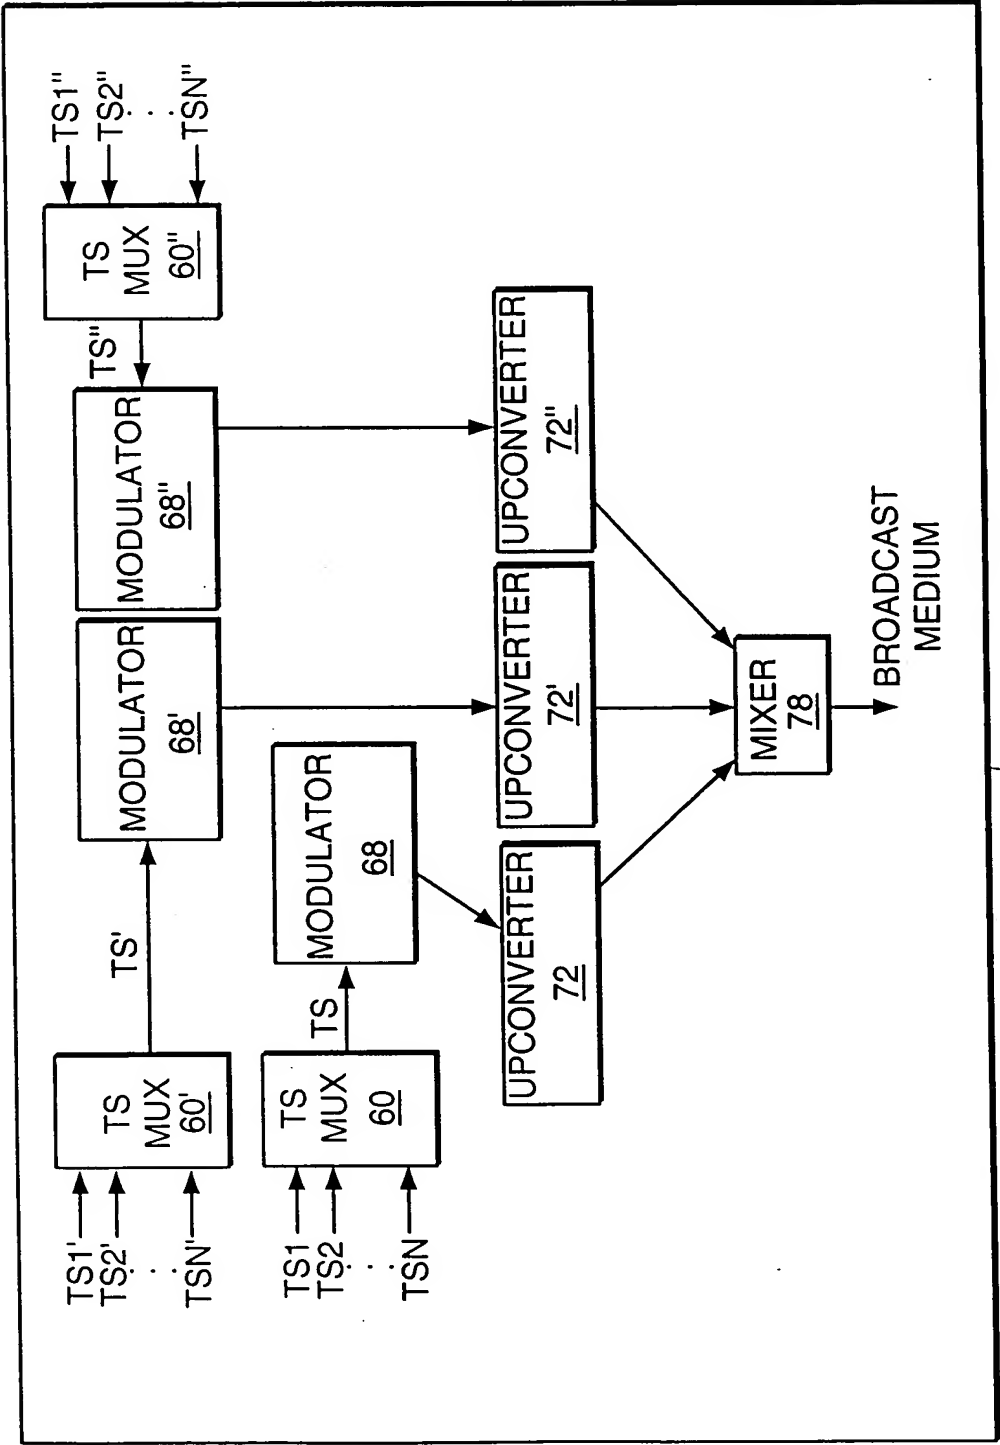 TS1'
TS2'
. . .
TSN'
TS
MUX
60'
TS'
MODULATOR
68'
MODULATOR
68"
TS"
TS
MUX
60"
TS1"
TS2"
. . .
TSN"
TS1
TS2
. . .
TSN
TS
MUX
60
TS
MODULATOR
68
UPCONVERTER
72
UPCONVERTER
72'
UPCONVERTER
72"
MIXER
78
BROADCAST
MEDIUM